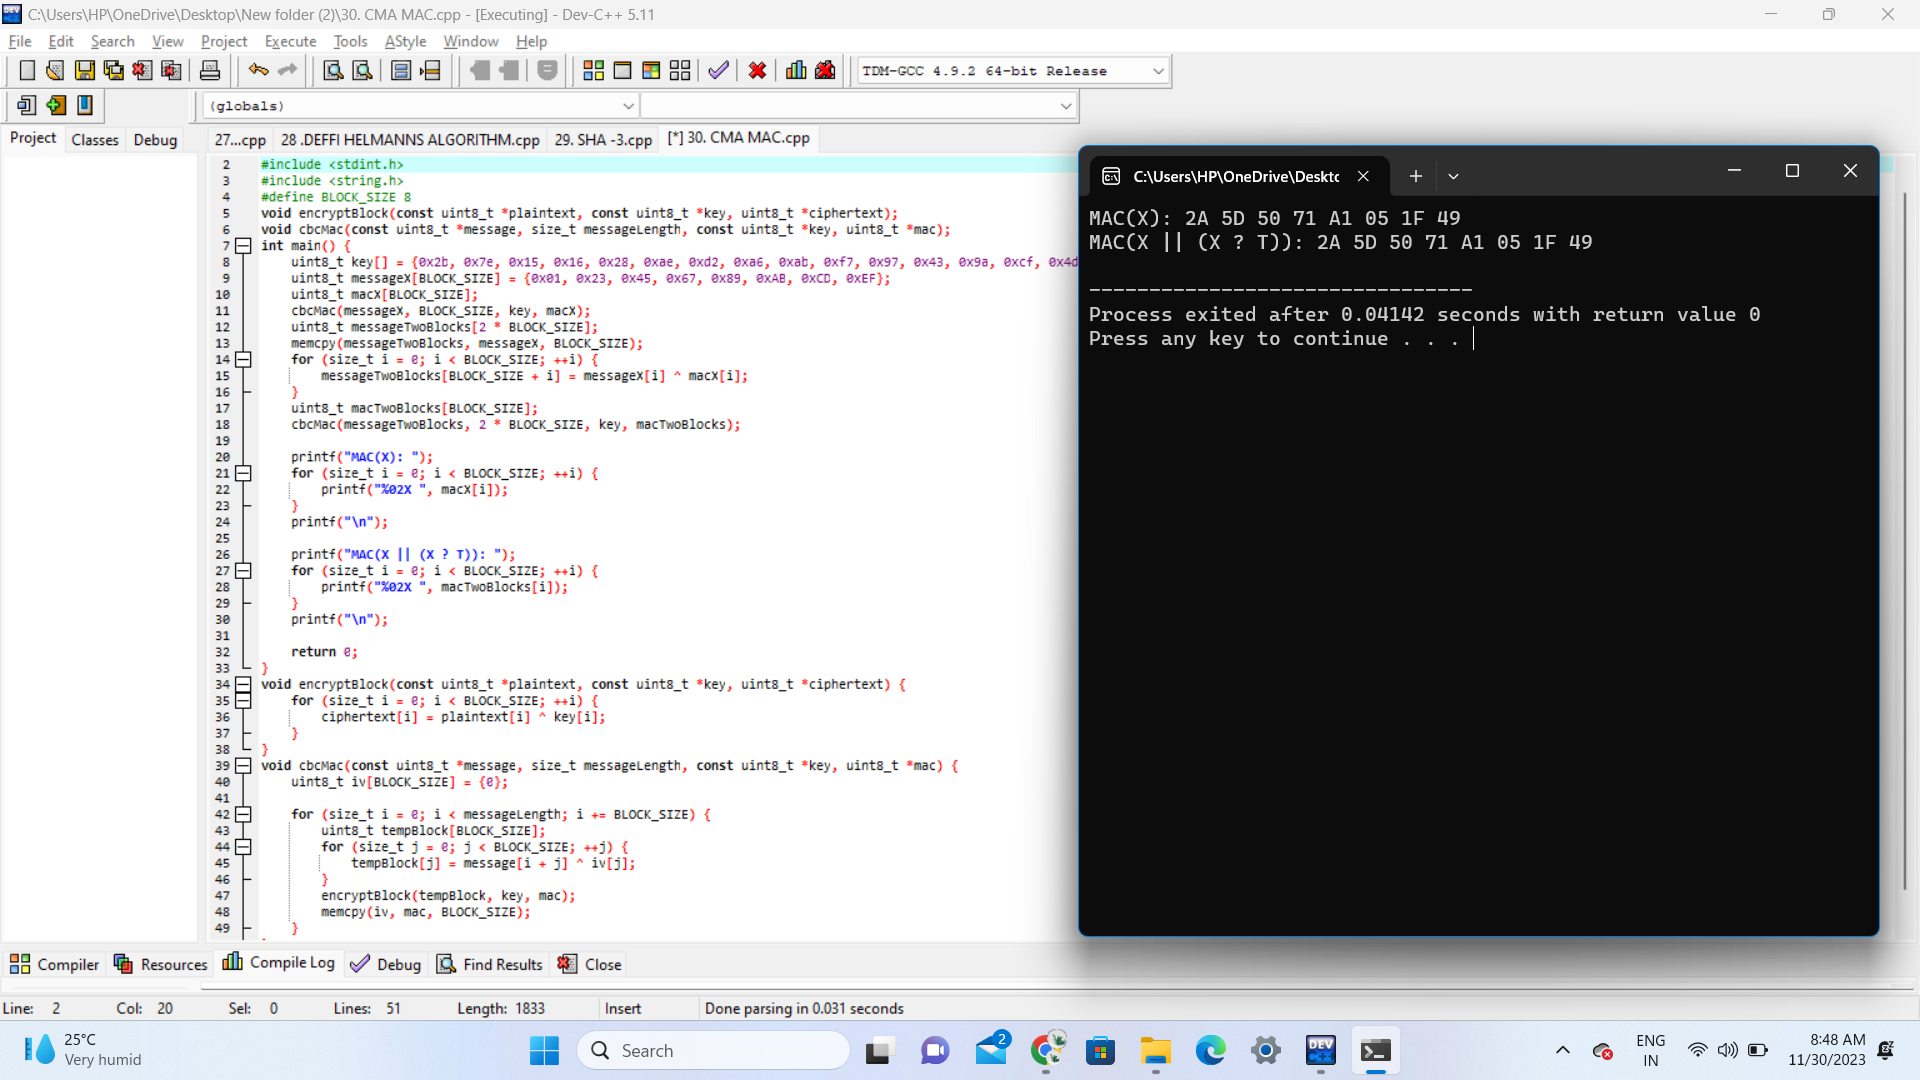 C:\Users\HP\OneDrive\Desktop\New folder (2)\30. CMA MAC.cpp - [Executing] - Dev-C++ 5.11
File Edit Search View Project Execute Tools AStyle Window Help
TDM-GCC 4.9.2 64-bit Release
(globals)
Project Classes Debug
27...cpp 28 .DEFFI HELMANNS ALGORITHM.cpp 29. SHA -3.cpp [*] 30. CMA MAC.cpp
2 #include <stdint.h>
3 #include <string.h>
4 #define BLOCK_SIZE 8
5 void encryptBlock(const uint8_t *plaintext, const uint8_t *key, uint8_t *ciphertext);
6 void cbcMac(const uint8_t *message, size_t messageLength, const uint8_t *key, uint8_t *mac);
7 int main() {
8 uint8_t key[] = {0x2b, 0x7e, 0x15, 0x16, 0x28, 0xae, 0xd2, 0xa6, 0xab, 0xf7, 0x97, 0x43, 0x9a, 0xcf, 0x4d
9 uint8_t messageX[BLOCK_SIZE] = {0x01, 0x23, 0x45, 0x67, 0x89, 0xAB, 0xCD, 0xEF};
10 uint8_t macX[BLOCK_SIZE];
11 cbcMac(messageX, BLOCK_SIZE, key, macX);
12 uint8_t messageTwoBlocks[2 * BLOCK_SIZE];
13 memcpy(messageTwoBlocks, messageX, BLOCK_SIZE);
14 for (size_t i = 0; i < BLOCK_SIZE; ++i) {
15 messageTwoBlocks[BLOCK_SIZE + i] = messageX[i] ^ macX[i];
16 }
17 uint8_t macTwoBlocks[BLOCK_SIZE];
18 cbcMac(messageTwoBlocks, 2 * BLOCK_SIZE, key, macTwoBlocks);
19
20 printf("MAC(X): ");
21 for (size_t i = 0; i < BLOCK_SIZE; ++i) {
22 printf("%02X ", macX[i]);
23 }
24 printf("\n");
25
26 printf("MAC(X || (X ? T)): ");
27 for (size_t i = 0; i < BLOCK_SIZE; ++i) {
28 printf("%02X ", macTwoBlocks[i]);
29 }
30 printf("\n");
31
32 return 0;
33 }
34 void encryptBlock(const uint8_t *plaintext, const uint8_t *key, uint8_t *ciphertext) {
35 for (size_t i = 0; i < BLOCK_SIZE; ++i) {
36 ciphertext[i] = plaintext[i] ^ key[i];
37 }
38 }
39 void cbcMac(const uint8_t *message, size_t messageLength, const uint8_t *key, uint8_t *mac) {
40 uint8_t iv[BLOCK_SIZE] = {0};
41
42 for (size_t i = 0; i < messageLength; i += BLOCK_SIZE) {
43 uint8_t tempBlock[BLOCK_SIZE];
44 for (size_t j = 0; j < BLOCK_SIZE; ++j) {
45 tempBlock[j] = message[i + j] ^ iv[j];
46 }
47 encryptBlock(tempBlock, key, mac);
48 memcpy(iv, mac, BLOCK_SIZE);
49 }
C:\Users\HP\OneDrive\Deskto
MAC(X): 2A 5D 50 71 A1 05 1F 49
MAC(X || (X ? T)): 2A 5D 50 71 A1 05 1F 49
--------------------------------
Process exited after 0.04142 seconds with return value 0
Press any key to continue . . .
Compiler Resources Compile Log Debug Find Results Close
Line: 2 Col: 20 Sel: 0 Lines: 51 Length: 1833 Insert Done parsing in 0.031 seconds
25°C
Very humid
Search
2
DEV
ENG
IN
8:48 AM
11/30/2023